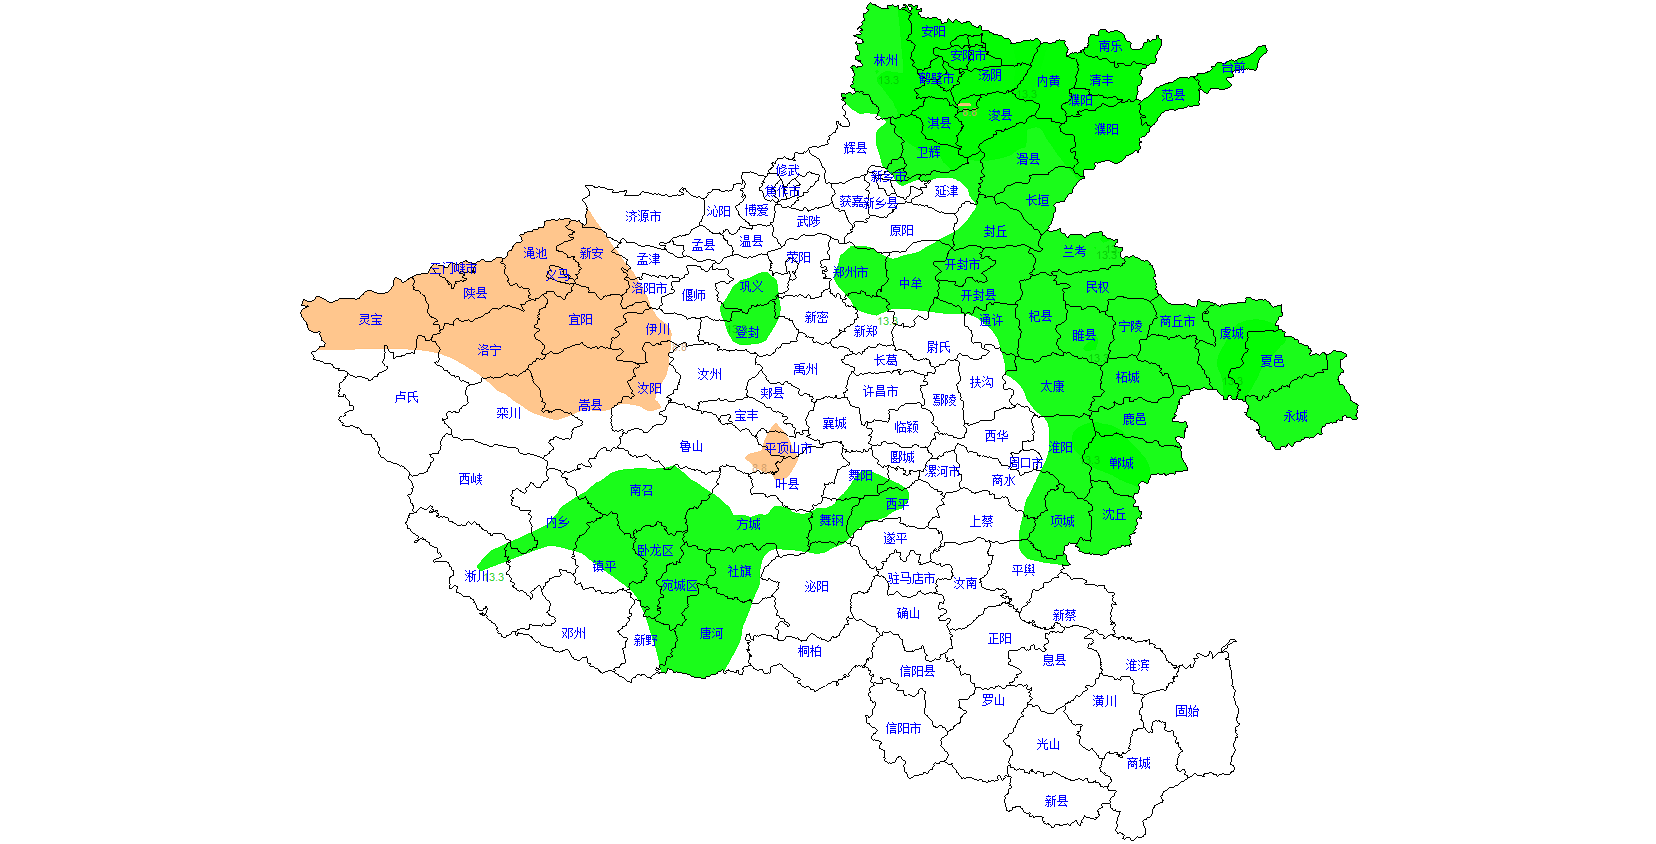 安阳
南乐
林州
安阳市
台前
鹤壁市
汤阴
内黄
清丰
13.3
13.3
范县
濮阳
淇县
浚县
濮阳
辉县
卫辉
滑县
修武
新乡市
焦作市
延津
沁阳
博爱
获嘉
新乡县
长垣
济源市
武陟
原阳
封丘
孟县
温县
兰考
13.3
渑池
新安
孟津
荥阳
开封市
三门峡市
义马
郑州市
中牟
陕县
洛阳市
偃师
巩义
开封县
民权
灵宝
宜阳
伊川
登封
新密
新郑
13.3
通许
杞县
睢县
宁陵
商丘市
虞城
洛宁
尉氏
夏邑
卢氏
汝阳
汝州
禹州
长葛
太康
柘城
栾川
嵩县
郏县
许昌市
鄢陵
扶沟
永城
宝丰
襄城
临颍
鹿邑
鲁山
平顶山市
西华
淮阳
郾城
周口市
郸城
8.8
西峡
叶县
舞阳
漯河市
商水
南召
西平
内乡
方城
舞钢
上蔡
项城
沈丘
卧龙区
遂平
淅川
13.3
镇平
社旗
平舆
宛城区
泌阳
驻马店市
汝南
邓州
新野
唐河
确山
新蔡
桐柏
正阳
信阳县
息县
淮滨
罗山
潢川
固始
信阳市
光山
商城
新县